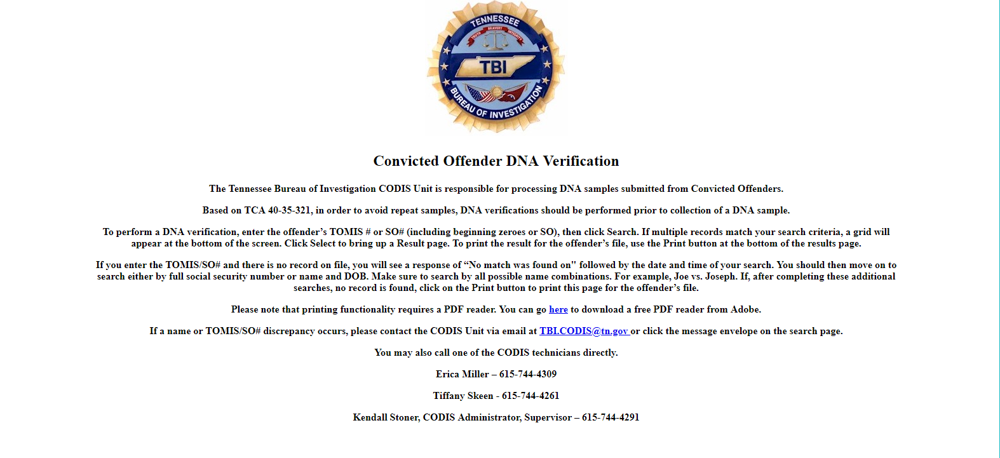 TENNESSEE
BRAVERY
TRUTH INTEGRITY
TBI
BUREAU OF INVESTIGATION
Convicted Offender DNA Verification
The Tennessee Bureau of Investigation CODIS Unit is responsible for processing DNA samples submitted from Convicted Offenders.
Based on TCA 40-35-321, in order to avoid repeat samples, DNA verifications should be performed prior to collection of a DNA sample.
To perform a DNA verification, enter the offender’s TOMIS # or SO# (including beginning zeroes or SO), then click Search. If multiple records match your search criteria, a grid will
appear at the bottom of the screen. Click Select to bring up a Result page. To print the result for the offender’s file, use the Print button at the bottom of the results page.
If you enter the TOMIS/SO# and there is no record on file, you will see a response of “No match was found on" followed by the date and time of your search. You should then move on to
search either by full social security number or name and DOB. Make sure to search by all possible name combinations. For example, Joe vs. Joseph. If, after completing these additional
searches, no record is found, click on the Print button to print this page for the offender’s file.
Please note that printing functionality requires a PDF reader. You can go here to download a free PDF reader from Adobe.
If a name or TOMIS/SO# discrepancy occurs, please contact the CODIS Unit via email at TBI.CODIS@tn.gov or click the message envelope on the search page.
You may also call one of the CODIS technicians directly.
Erica Miller – 615-744-4309
Tiffany Skeen - 615-744-4261
Kendall Stoner, CODIS Administrator, Supervisor – 615-744-4291